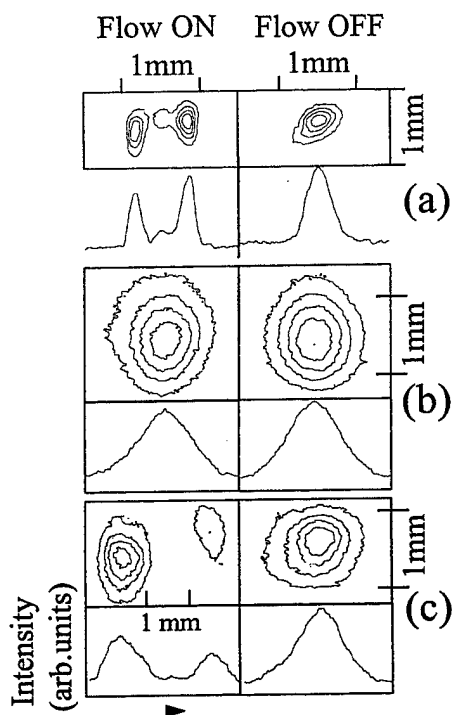 Flow ON Flow OFF
1mm 1mm
1mm
(a)
1mm
(b)
1mm
1 mm
(c)
Intensity
(arb.units)